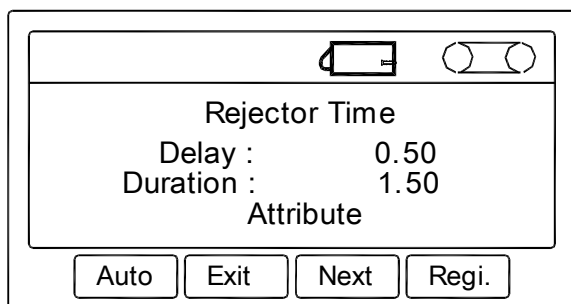 Rejector Time
Delay : 0.50
Duration : 1.50
Attribute
Auto Exit Next Regi.